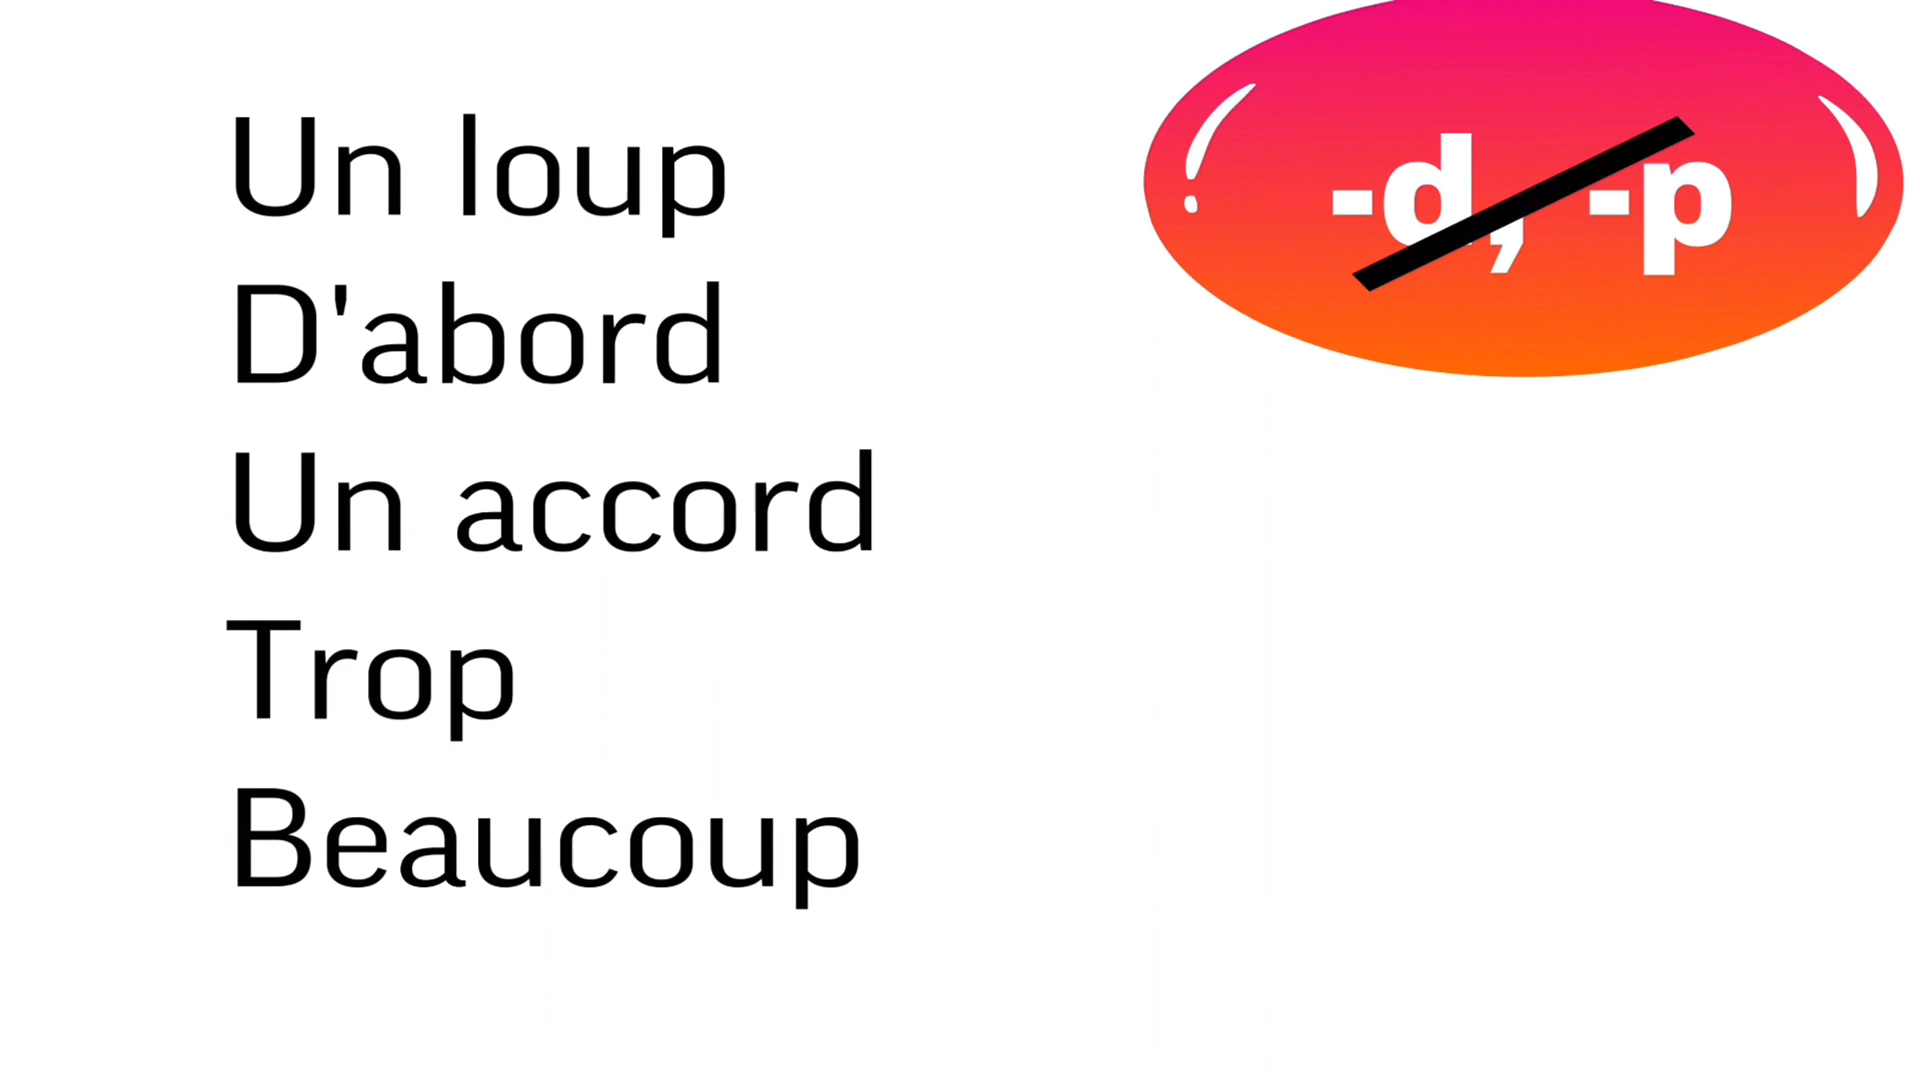 Un loup
D'abord
Un accord
Trop
Beaucoup
-d, -p